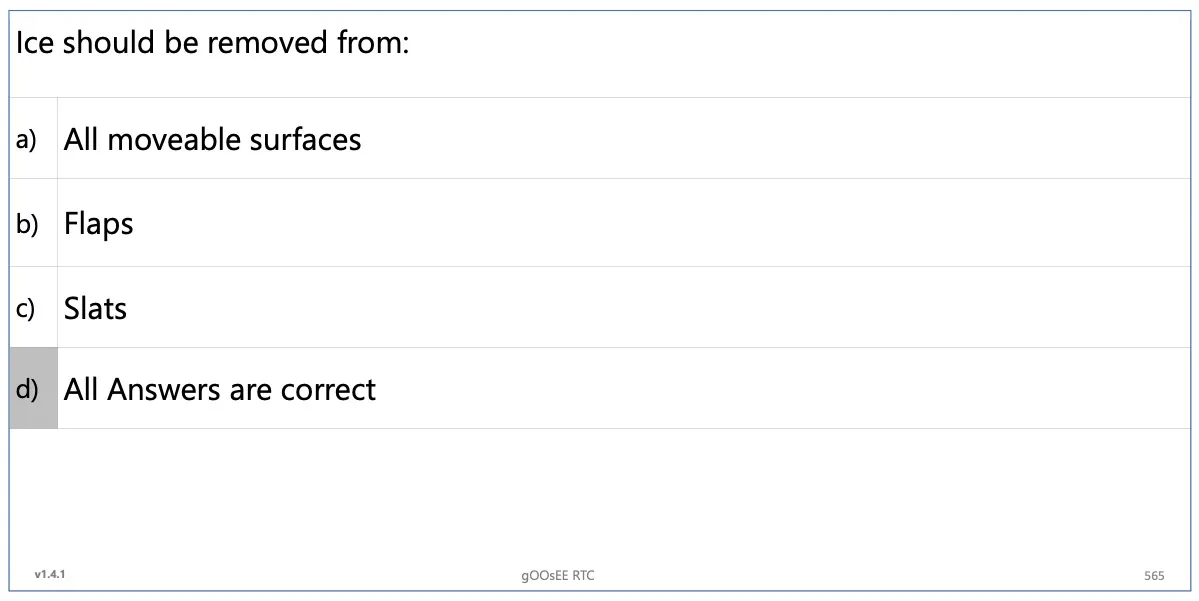 Ice should be removed from:
a) All moveable surfaces
b) Flaps
c) Slats
d) All Answers are correct
v1.4.1 gOOsEE RTC 565